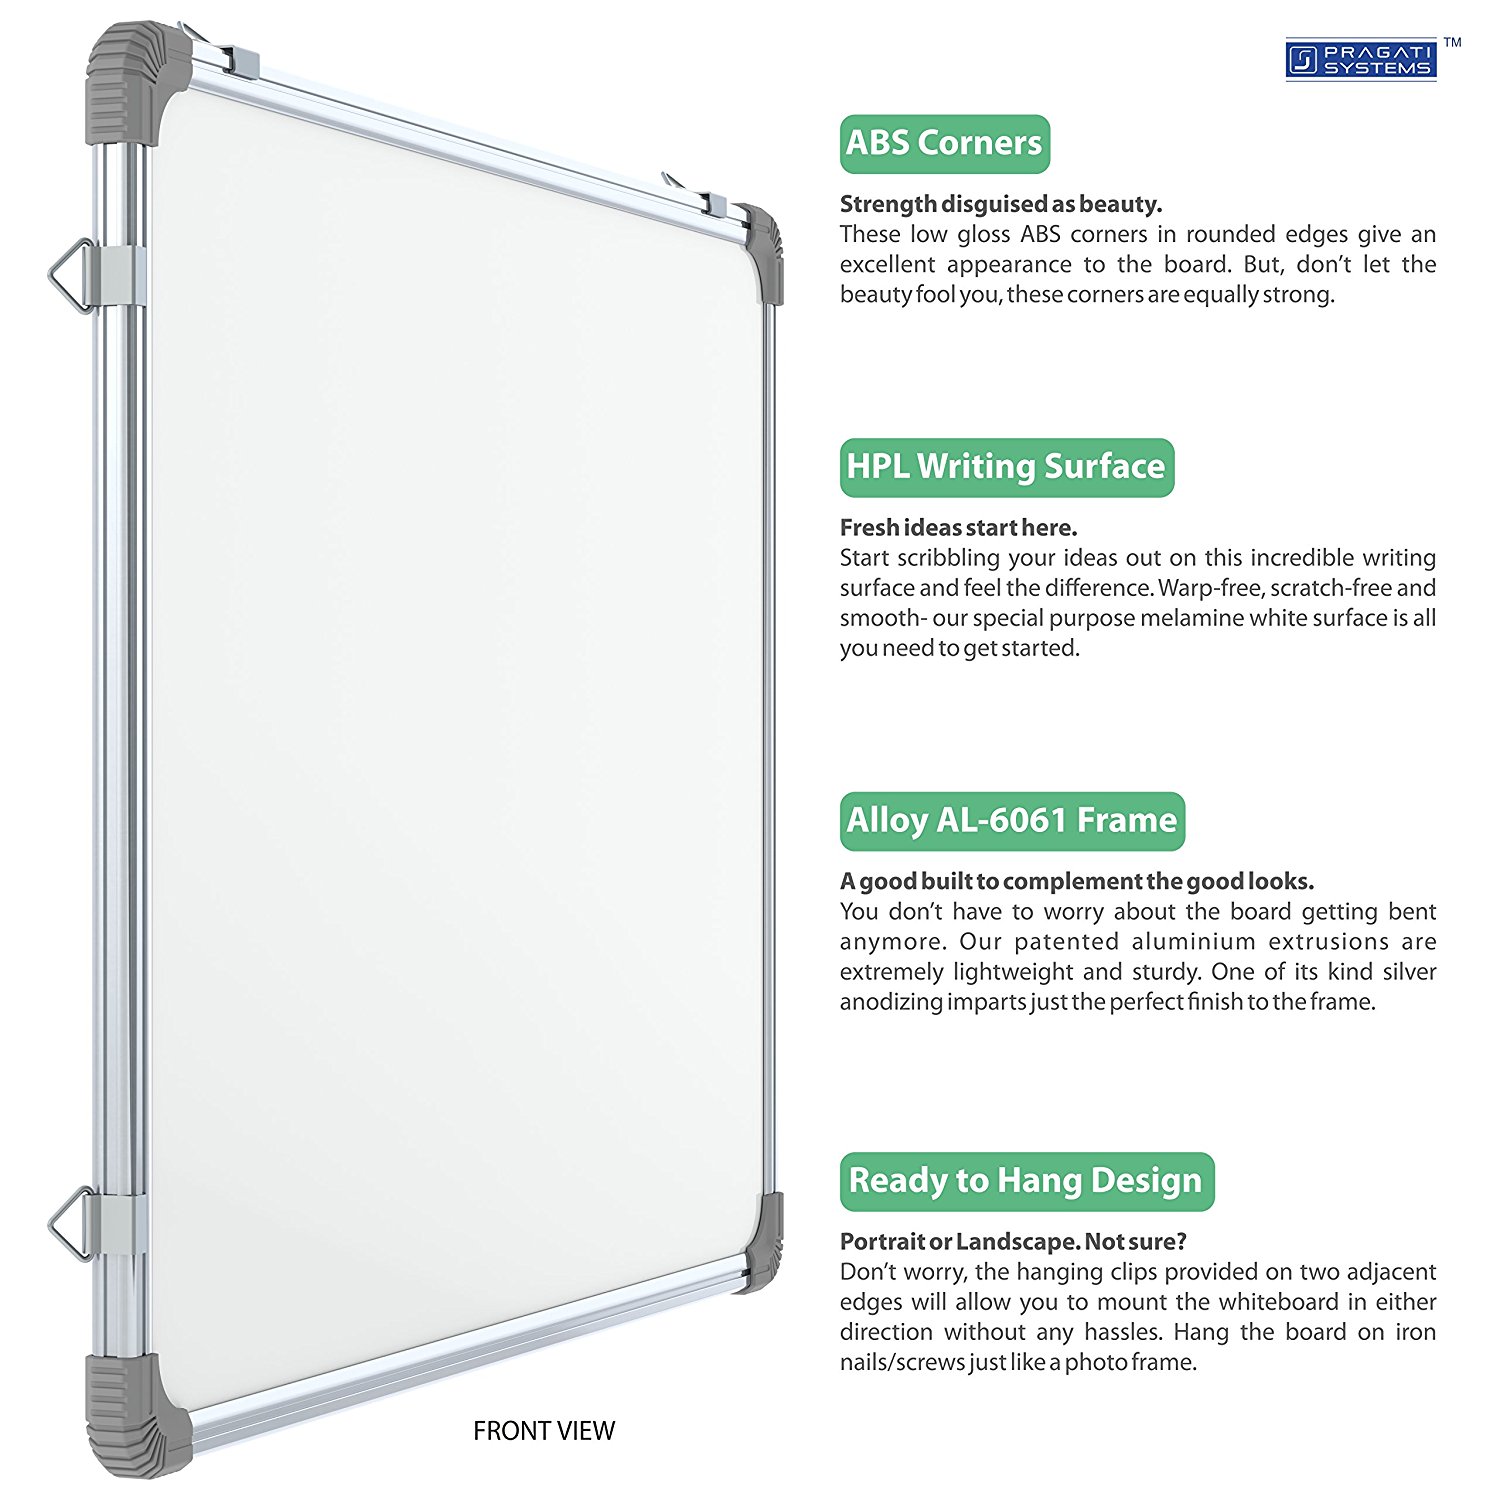 PRAGATI
SYSTEMS
TM
ABS Corners
Strength disguised as beauty.
These low gloss ABS corners in rounded edges give an
excellent appearance to the board. But, don't let the
beauty fool you, these corners are equally strong.
HPL Writing Surface
Fresh ideas start here.
Start scribbling your ideas out on this incredible writing
surface and feel the difference. Warp-free, scratch-free and
smooth- our special purpose melamine white surface is all
you need to get started.
Alloy AL-6061 Frame
A good built to complement the good looks.
You don't have to worry about the board getting bent
anymore. Our patented aluminium extrusions are
extremely lightweight and sturdy. One of its kind silver
anodizing imparts just the perfect finish to the frame.
Ready to Hang Design
Portrait or Landscape. Not sure?
Don't worry, the hanging clips provided on two adjacent
edges will allow you to mount the whiteboard in either
direction without any hassles. Hang the board on iron
nails/screws just like a photo frame.
FRONT VIEW